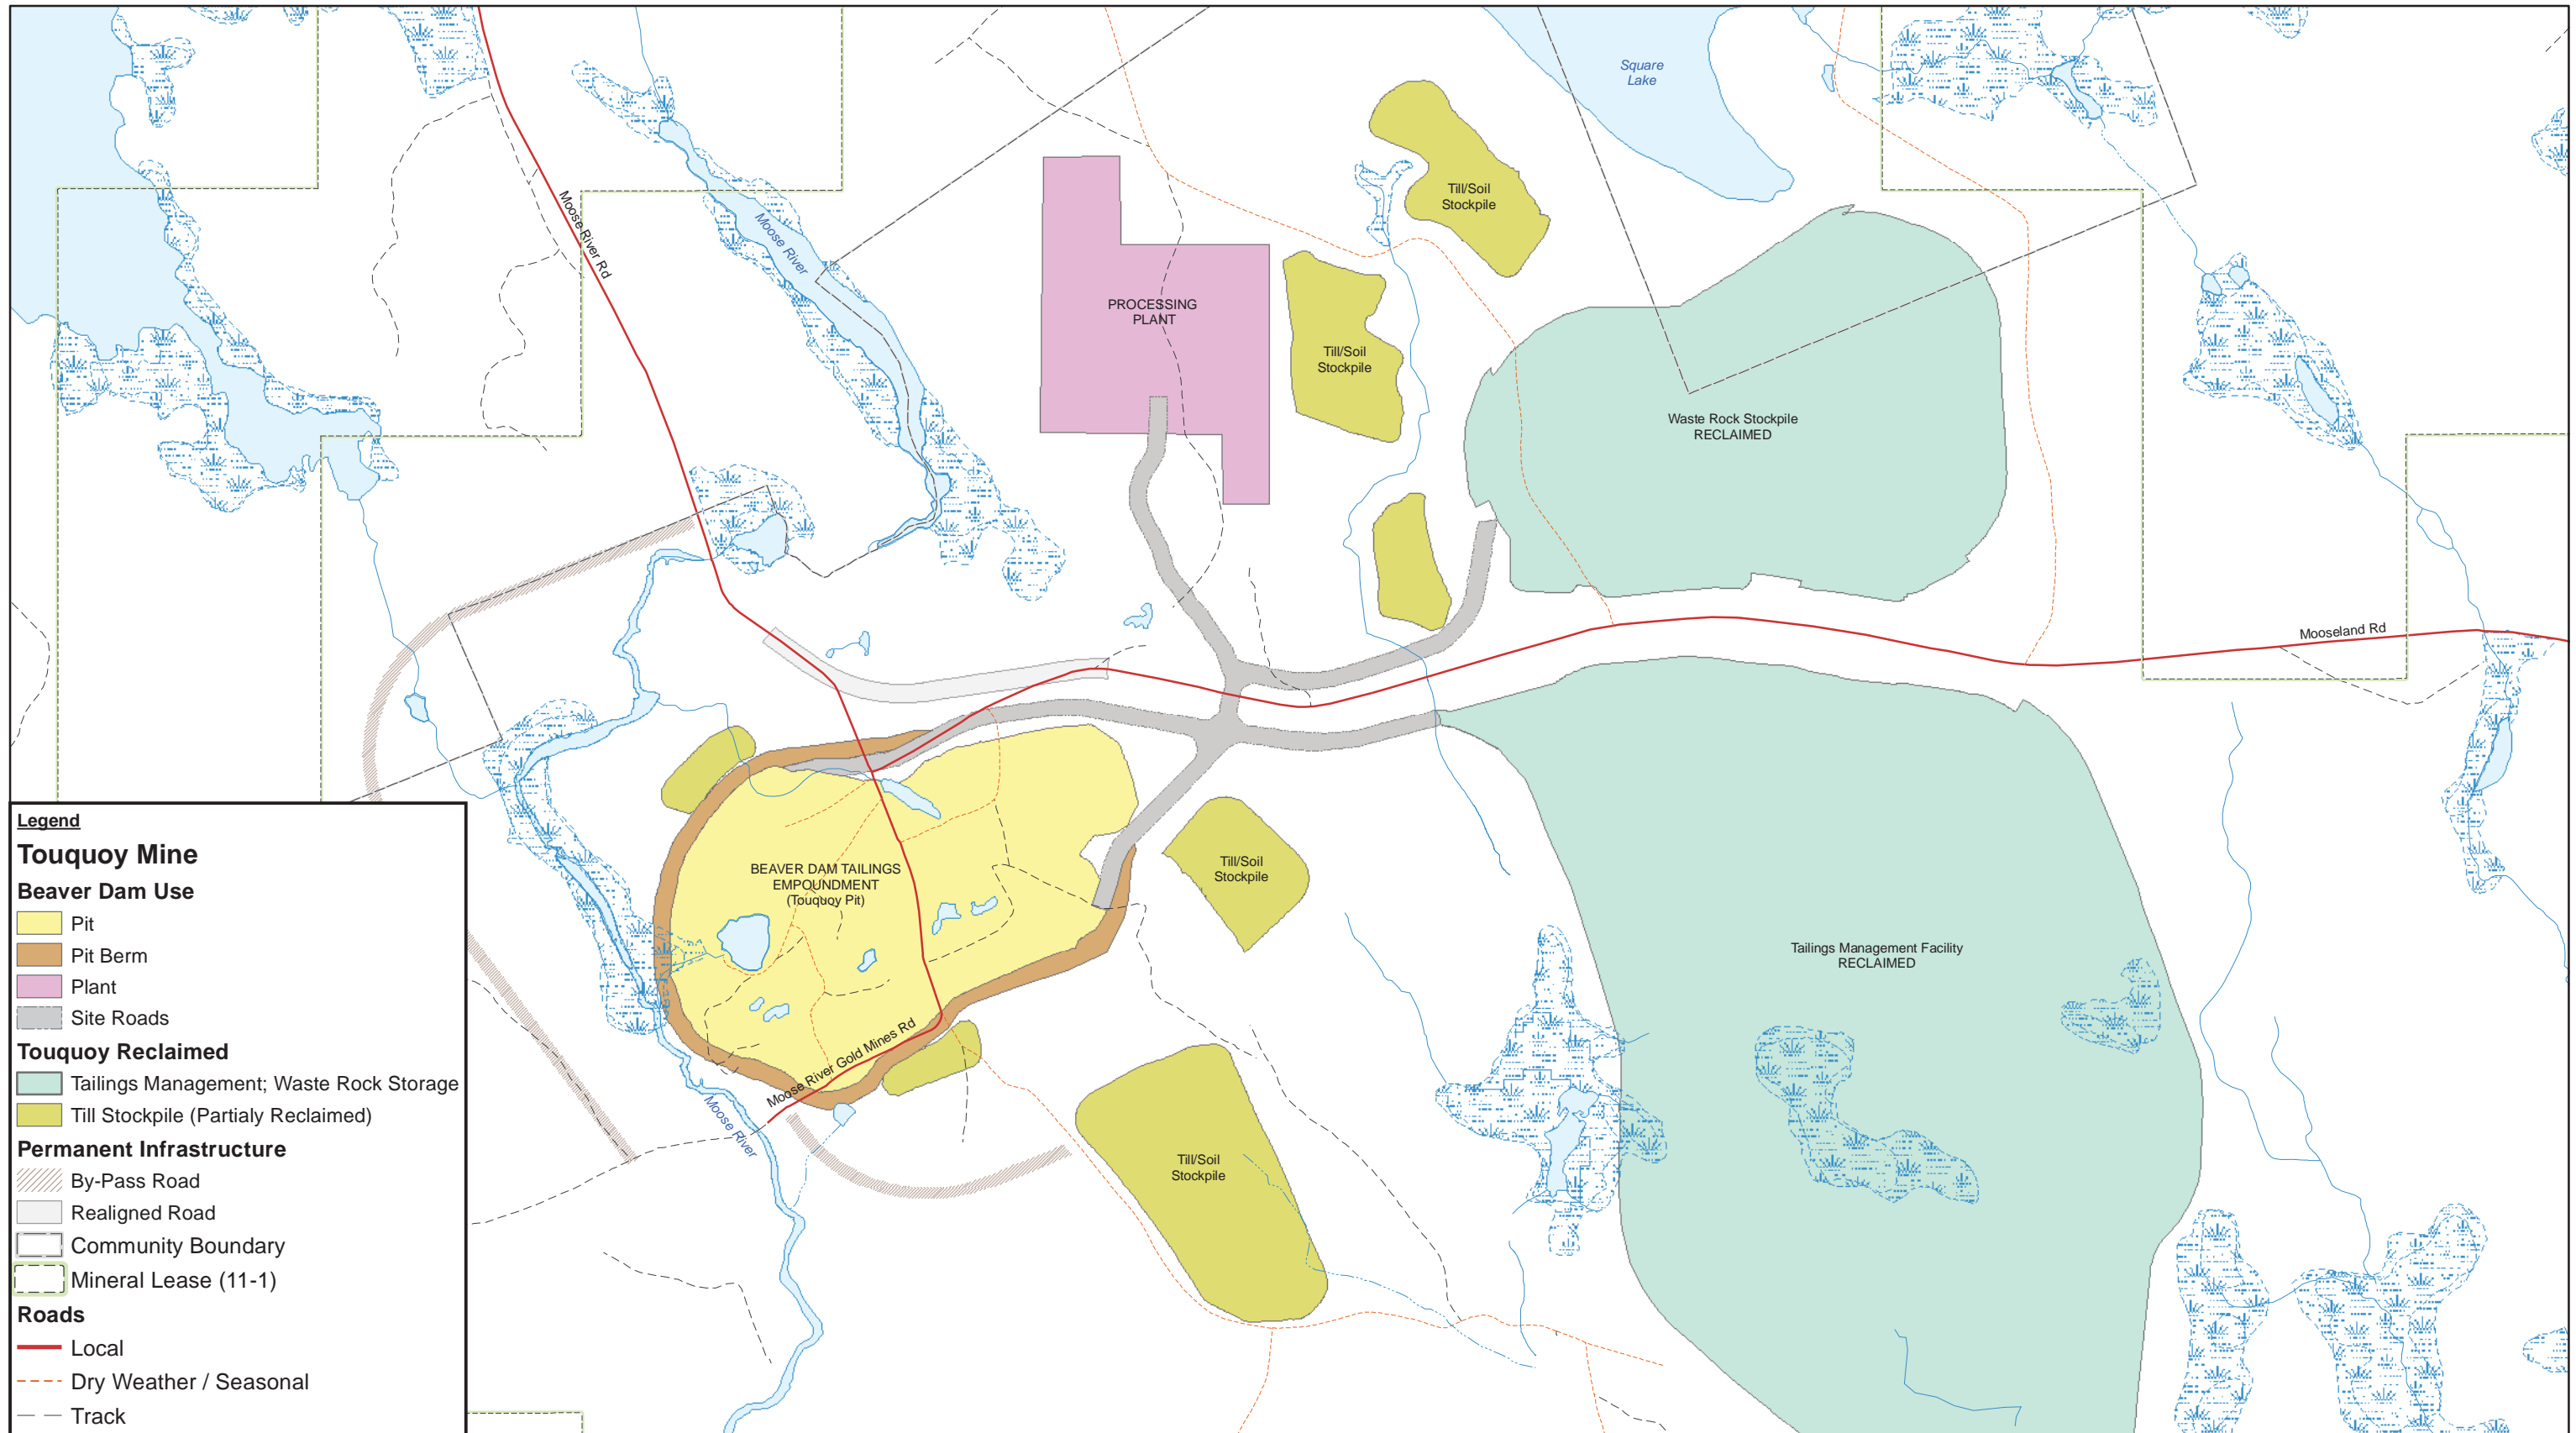 Square
Lake
Till/Soil
Stockpile
Moose River Rd
Moose River
PROCESSING
PLANT
Till/Soil
Stockpile
Waste Rock Stockpile
RECLAIMED
Mooseland Rd
BEAVER DAM TAILINGS
EMPOUNDMENT
(Touquoy Pit)
Till/Soil
Stockpile
Tailings Management Facility
RECLAIMED
Moose River Gold Mines Rd
Moose River
Till/Soil
Stockpile
Legend
Touquoy Mine
Beaver Dam Use
Pit
Pit Berm
Plant
Site Roads
Touquoy Reclaimed
Tailings Management; Waste Rock Storage
Till Stockpile (Partialy Reclaimed)
Permanent Infrastructure
By-Pass Road
Realigned Road
Community Boundary
Mineral Lease (11-1)
Roads
Local
Dry Weather / Seasonal
Track